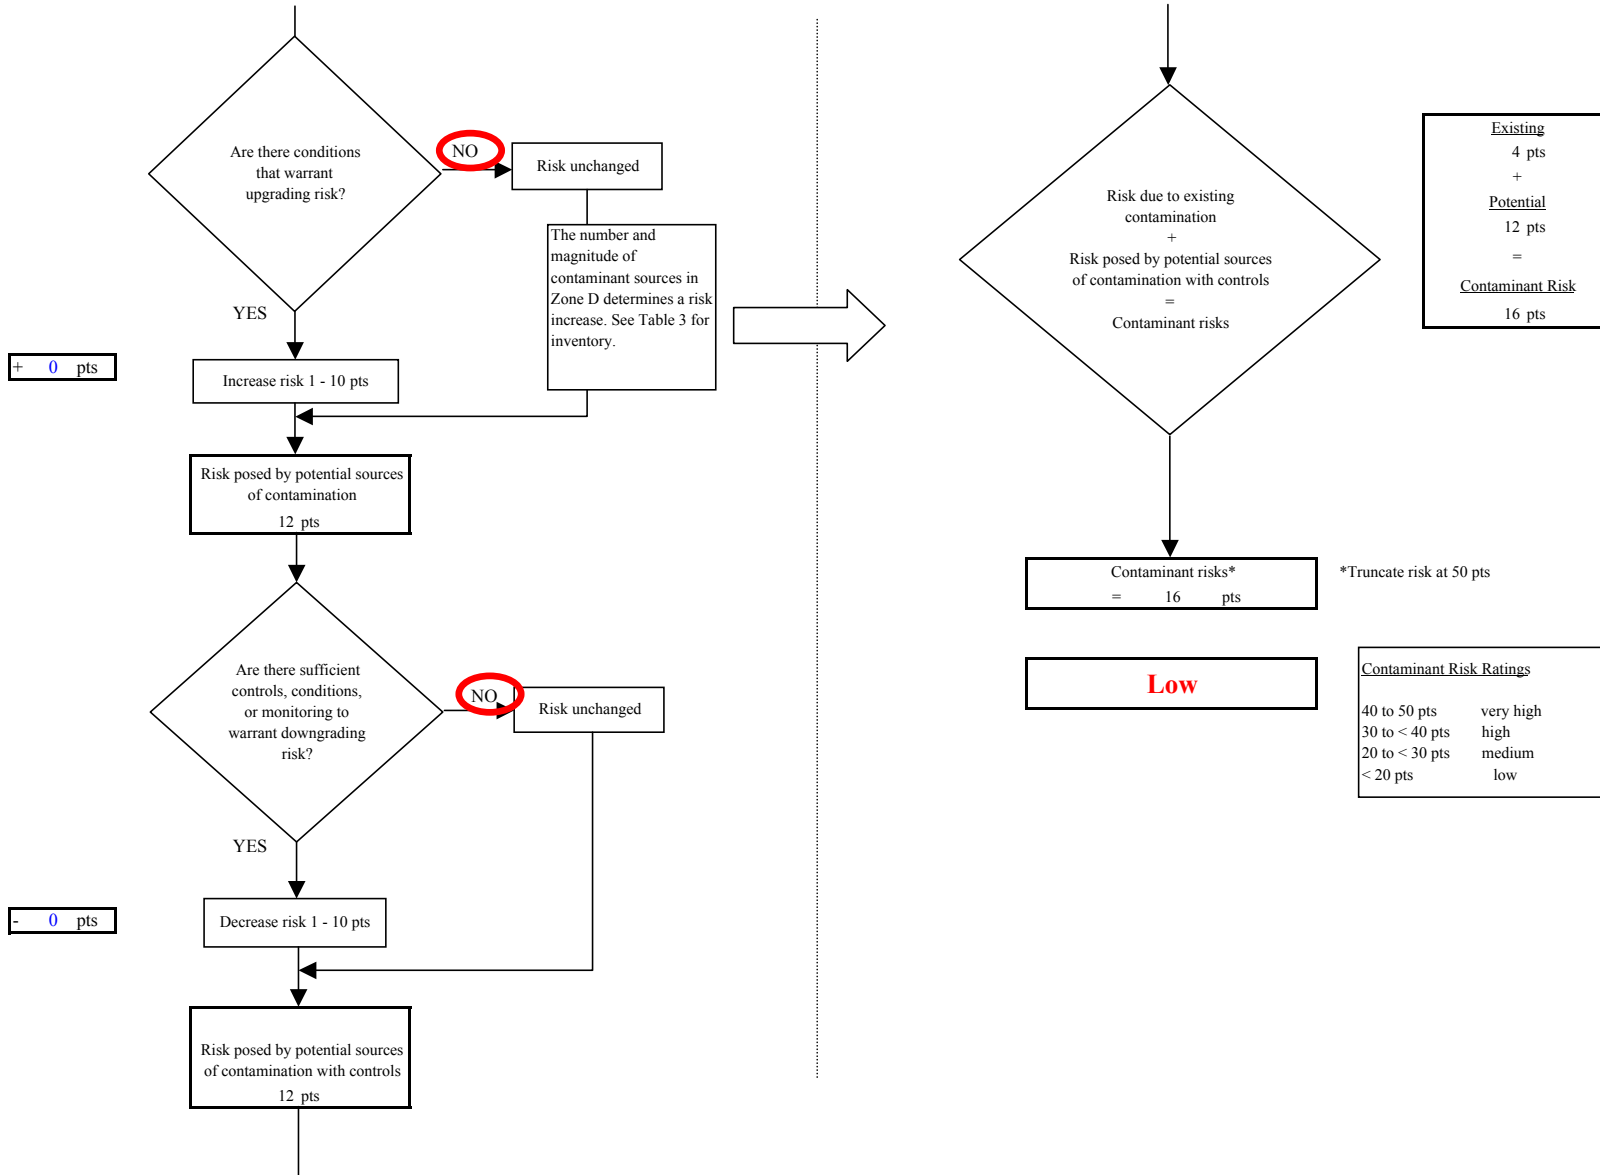 Are there conditions
that warrant
upgrading risk?
NO
Risk unchanged
The number and
magnitude of
contaminant sources in
Zone D determines a risk
increase. See Table 3 for
inventory.
YES
+ 0 pts
Increase risk 1 - 10 pts
Risk posed by potential sources
of contamination
12 pts
Are there sufficient
controls, conditions,
or monitoring to
warrant downgrading
risk?
NO
Risk unchanged
YES
- 0 pts
Decrease risk 1 - 10 pts
Risk posed by potential sources
of contamination with controls
12 pts
Risk due to existing
contamination
+
Risk posed by potential sources
of contamination with controls
=
Contaminant risks
Existing
4 pts
+
Potential
12 pts
=
Contaminant Risk
16 pts
Contaminant risks*
= 16 pts
*Truncate risk at 50 pts
Low
Contaminant Risk Ratings
40 to 50 pts very high
30 to < 40 pts high
20 to < 30 pts medium
< 20 pts low